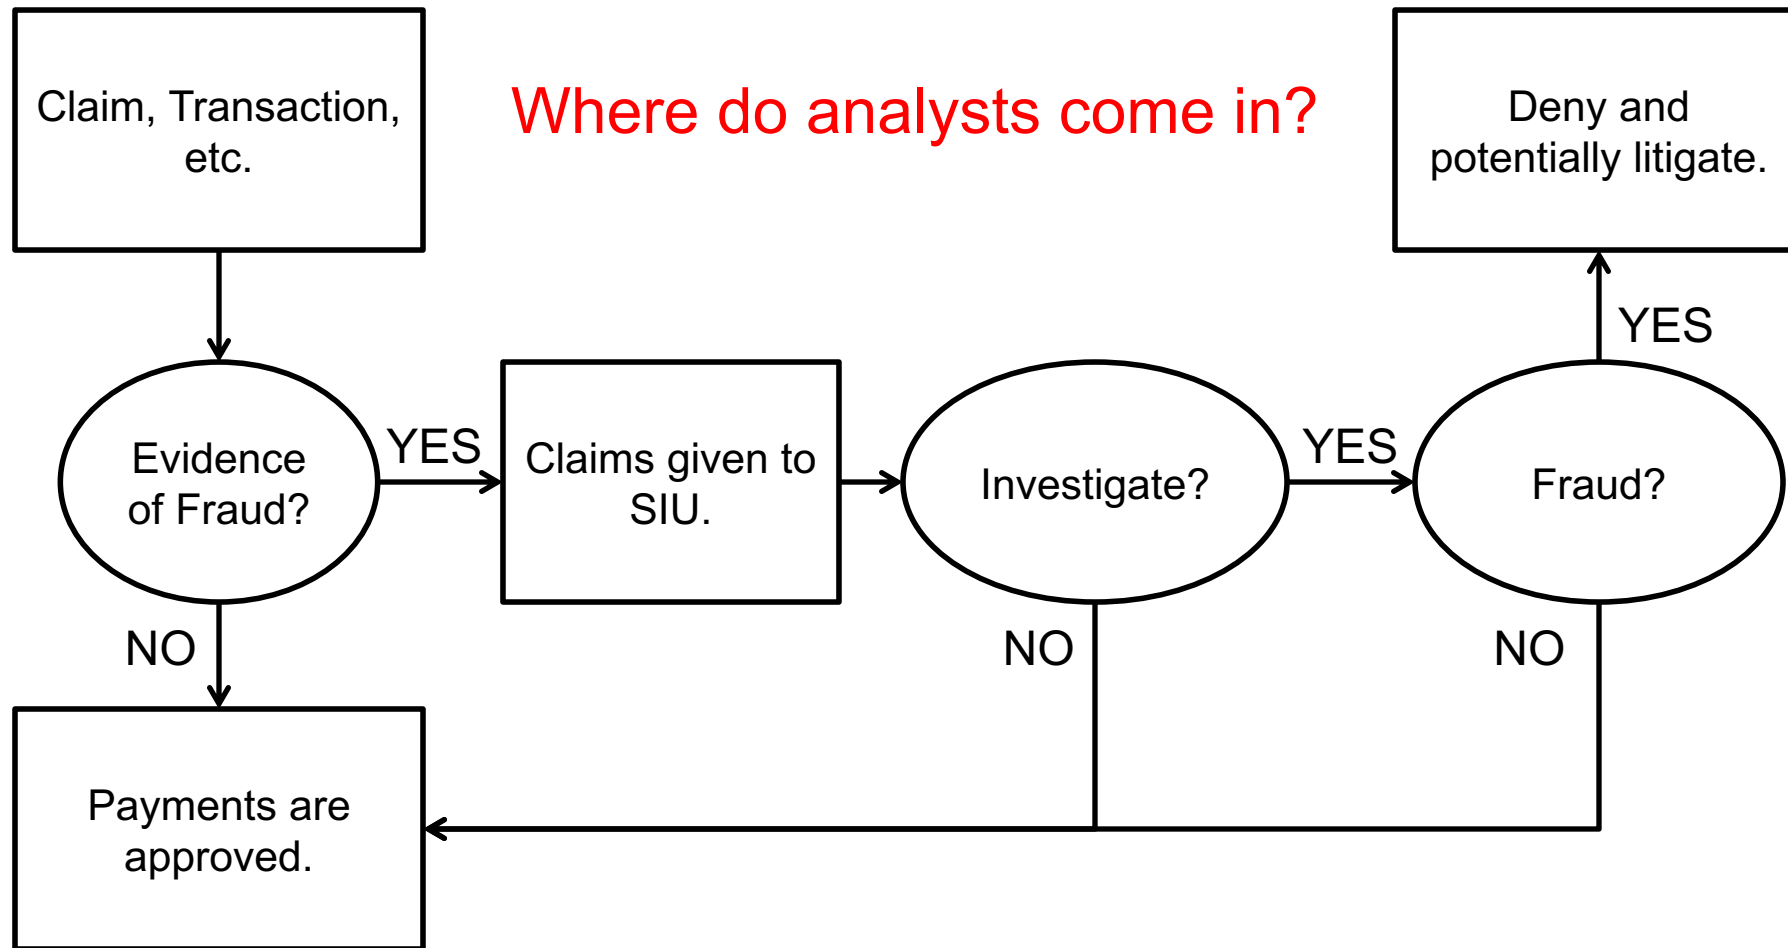 Claim, Transaction,
etc.
Where do analysts come in?
Deny and
potentially litigate.
YES
Evidence
of Fraud?
YES
Claims given to
SIU.
Investigate?
YES
Fraud?
NO
NO
NO
Payments are
approved.